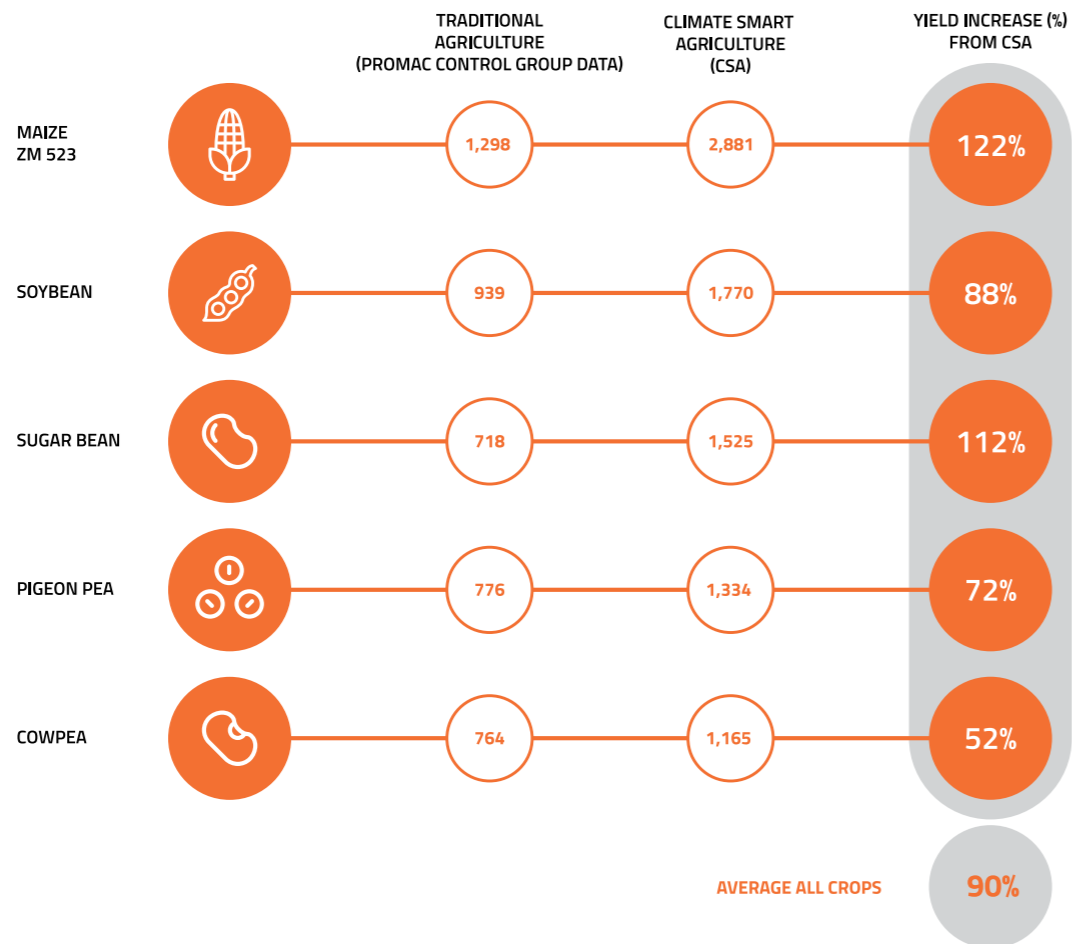 TRADITIONAL
AGRICULTURE
(PROMAC CONTROL GROUP DATA)
CLIMATE SMART
AGRICULTURE
(CSA)
YIELD INCREASE (%)
FROM CSA
MAIZE
ZM 523
1,298
2,881
122%
SOYBEAN
939
1,770
88%
SUGAR BEAN
718
1,525
112%
PIGEON PEA
776
1,334
72%
COWPEA
764
1,165
52%
AVERAGE ALL CROPS
90%